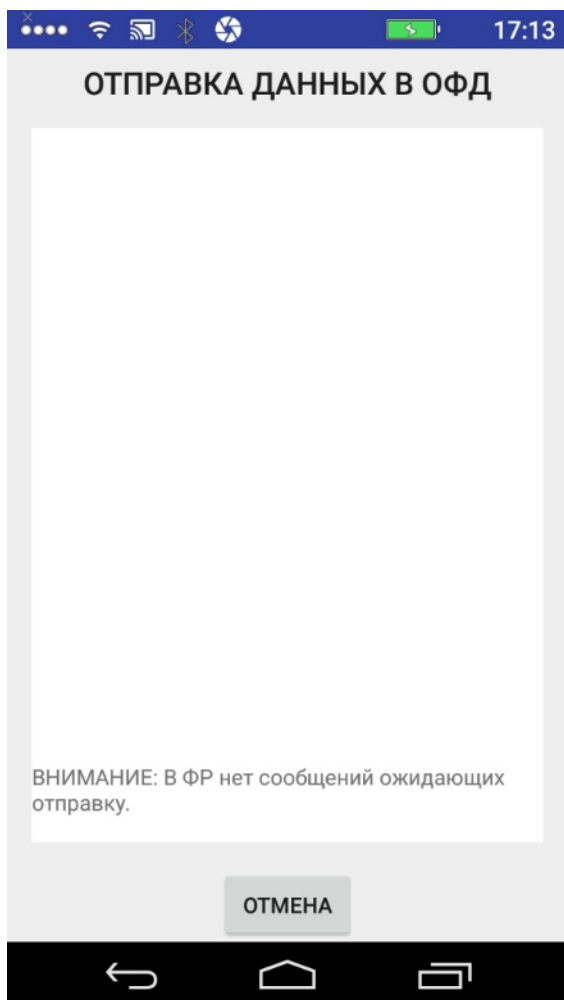 17:13
ОТПРАВКА ДАННЫХ В ОФД
ВНИМАНИЕ: В ФР нет сообщений ожидающих
отправку.
ОТМЕНА